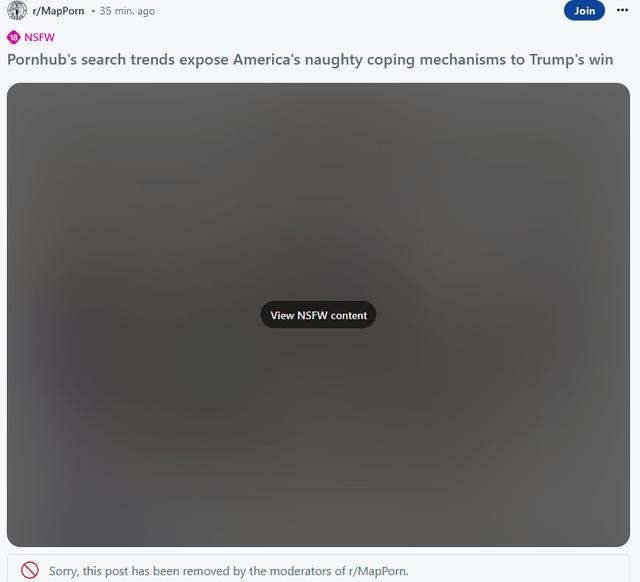 r/MapPorn • 35 min. ago
Join
18 NSFW
Pornhub's search trends expose America's naughty coping mechanisms to Trump's win
View NSFW content
Sorry, this post has been removed by the moderators of r/MapPorn.